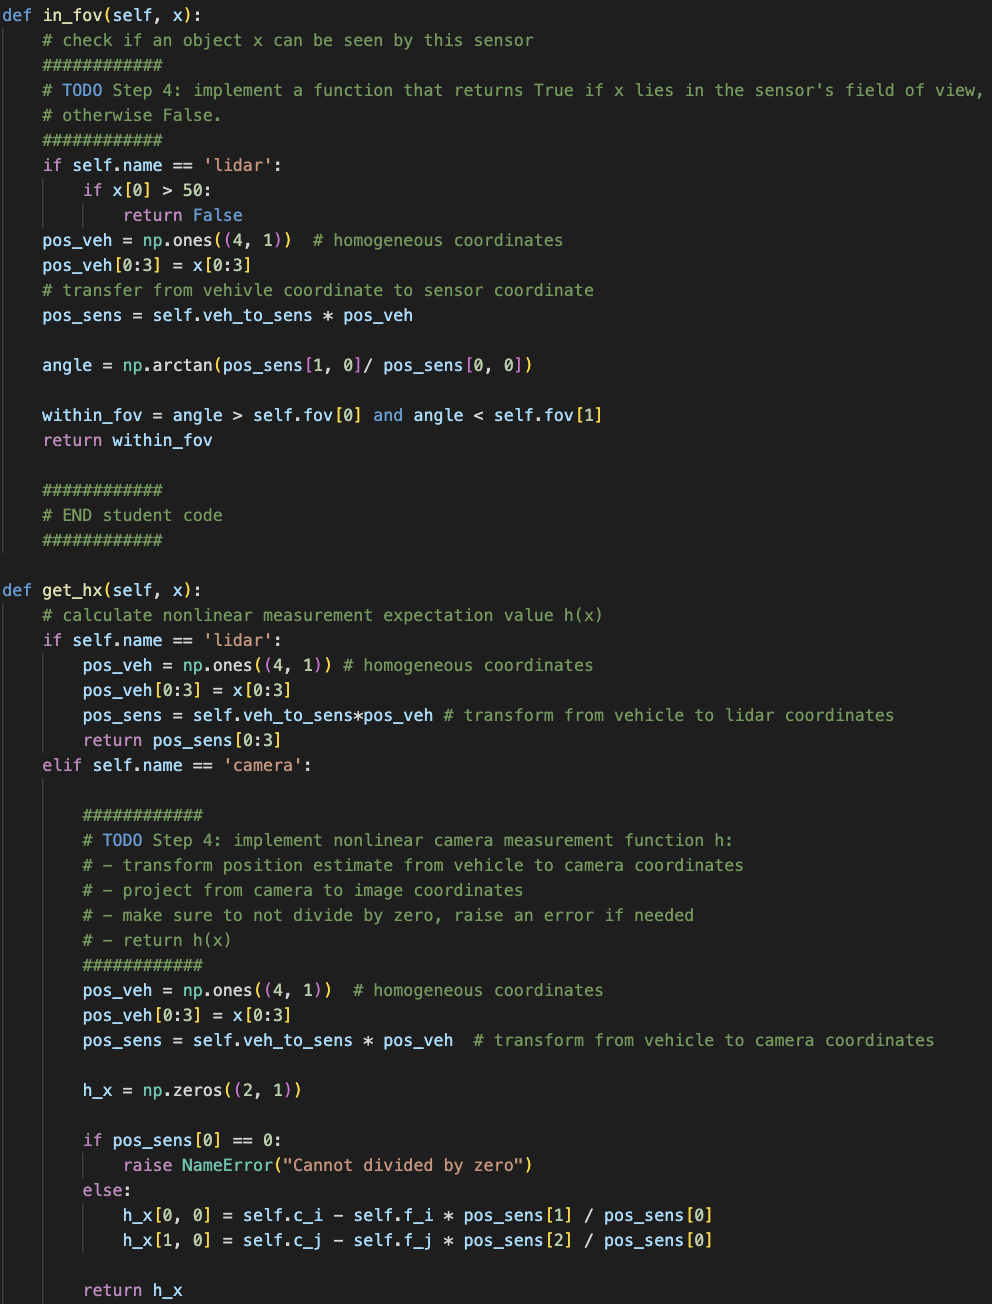 def in_fov(self, x):
    # check if an object x can be seen by this sensor
    ############
    # TODO Step 4: implement a function that returns True if x lies in the sensor's field of view,
    # otherwise False.
    ############
    if self.name == 'lidar':
        if x[0] > 50:
            return False
    pos_veh = np.ones((4, 1))  # homogeneous coordinates
    pos_veh[0:3] = x[0:3]
    # transfer from vehivle coordinate to sensor coordinate
    pos_sens = self.veh_to_sens * pos_veh

    angle = np.arctan(pos_sens[1, 0]/ pos_sens[0, 0])

    within_fov = angle > self.fov[0] and angle < self.fov[1]
    return within_fov

    ############
    # END student code
    ############

def get_hx(self, x):
    # calculate nonlinear measurement expectation value h(x)
    if self.name == 'lidar':
        pos_veh = np.ones((4, 1)) # homogeneous coordinates
        pos_veh[0:3] = x[0:3]
        pos_sens = self.veh_to_sens*pos_veh # transform from vehicle to lidar coordinates
        return pos_sens[0:3]
    elif self.name == 'camera':

        ############
        # TODO Step 4: implement nonlinear camera measurement function h:
        # - transform position estimate from vehicle to camera coordinates
        # - project from camera to image coordinates
        # - make sure to not divide by zero, raise an error if needed
        # - return h(x)
        ############
        pos_veh = np.ones((4, 1))  # homogeneous coordinates
        pos_veh[0:3] = x[0:3]
        pos_sens = self.veh_to_sens * pos_veh  # transform from vehicle to camera coordinates

        h_x = np.zeros((2, 1))

        if pos_sens[0] == 0:
            raise NameError("Cannot divided by zero")
        else:
            h_x[0, 0] = self.c_i - self.f_i * pos_sens[1] / pos_sens[0]
            h_x[1, 0] = self.c_j - self.f_j * pos_sens[2] / pos_sens[0]

        return h_x